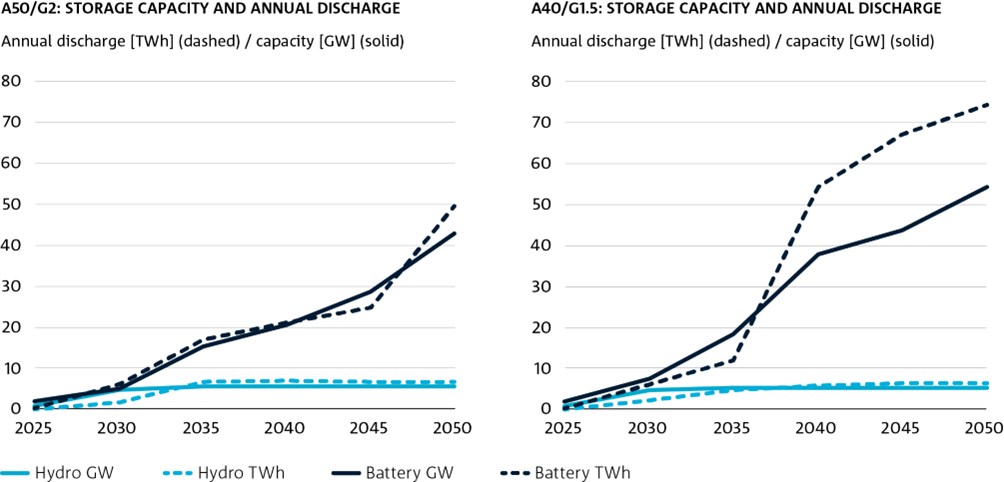 A50/G2: STORAGE CAPACITY AND ANNUAL DISCHARGE
Annual discharge [TWh] (dashed) / capacity [GW] (solid)
80
70
60
50
40
30
20
10
0
2025 2030 2035 2040 2045 2050
A40/G1.5: STORAGE CAPACITY AND ANNUAL DISCHARGE
Annual discharge [TWh] (dashed) / capacity [GW] (solid)
80
70
60
50
40
30
20
10
0
2025 2030 2035 2040 2045 2050
Hydro GW Hydro TWh Battery GW Battery TWh